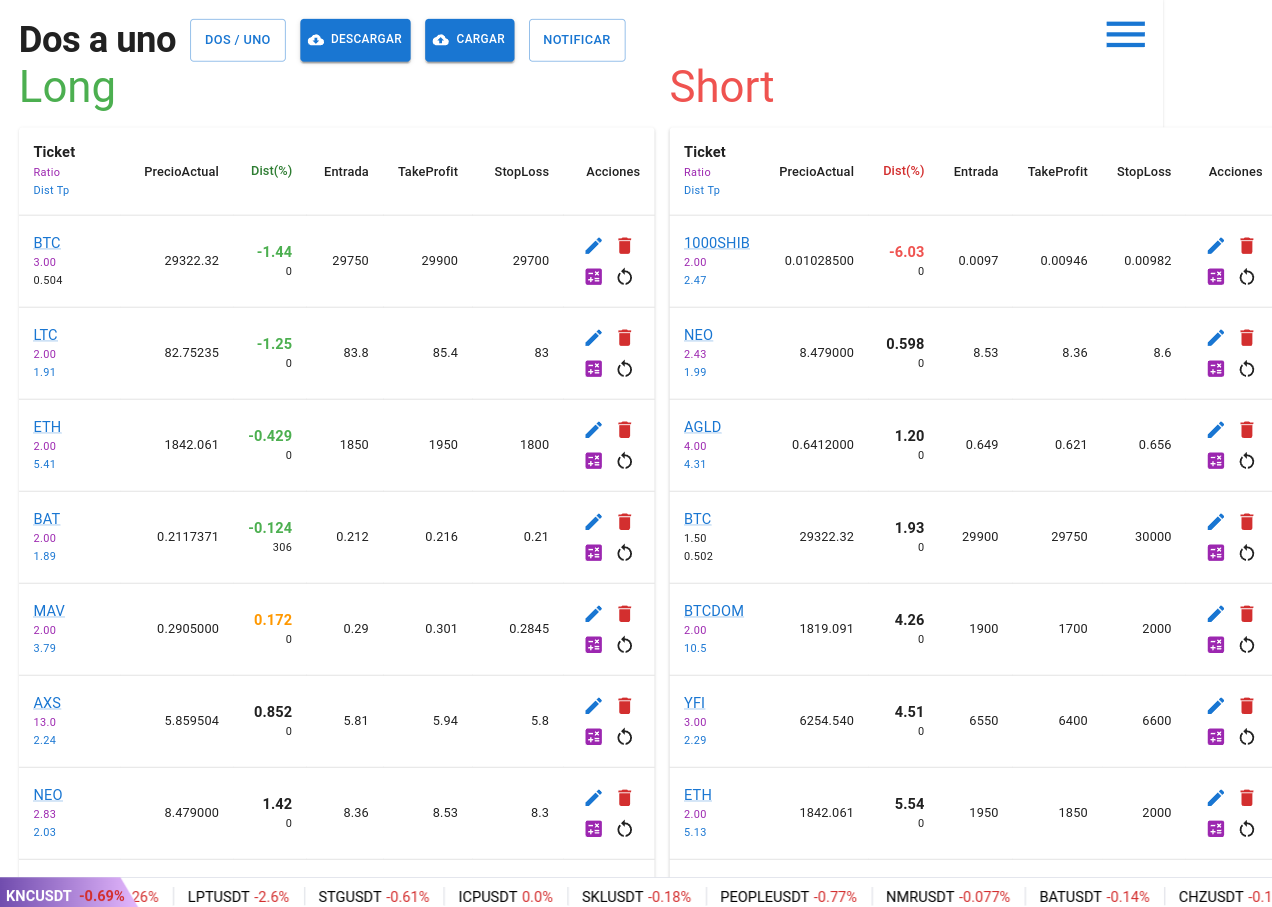 Dos a uno DOS / UNO DESCARGAR CARGAR NOTIFICAR
Long
Ticket
Ratio
Dist Tp
PrecioActual Dist(%) Entrada TakeProfit StopLoss Acciones
BTC
3.00
0.504
29322.32 -1.44 0 29750 29900 29700
LTC
2.00
1.91
82.75235 -1.25 0 83.8 85.4 83
ETH
2.00
5.41
1842.061 -0.429 0 1850 1950 1800
BAT
2.00
1.89
0.2117371 -0.124 306 0.212 0.216 0.21
MAV
2.00
3.79
0.2905000 0.172 0 0.29 0.301 0.2845
AXS
13.0
2.24
5.859504 0.852 0 5.81 5.94 5.8
NEO
2.83
2.03
8.479000 1.42 0 8.36 8.53 8.3
Short
Ticket
Ratio
Dist Tp
PrecioActual Dist(%) Entrada TakeProfit StopLoss Acciones
1000SHIB
2.00
2.47
0.01028500 -6.03 0 0.0097 0.00946 0.00982
NEO
2.43
1.99
8.479000 0.598 0 8.53 8.36 8.6
AGLD
4.00
4.31
0.6412000 1.20 0 0.649 0.621 0.656
BTC
1.50
0.502
29322.32 1.93 0 29900 29750 30000
BTCDOM
2.00
10.5
1819.091 4.26 0 1900 1700 2000
YFI
3.00
2.29
6254.540 4.51 0 6550 6400 6600
ETH
2.00
5.13
1842.061 5.54 0 1950 1850 2000
KNCUSDT -0.69% 26% LPTUSDT -2.6% STGUSDT -0.61% ICPUSDT 0.0% SKLUSDT -0.18% PEOPLEUSDT -0.77% NMRUSDT -0.077% BATUSDT -0.14% CHZUSDT -0.1